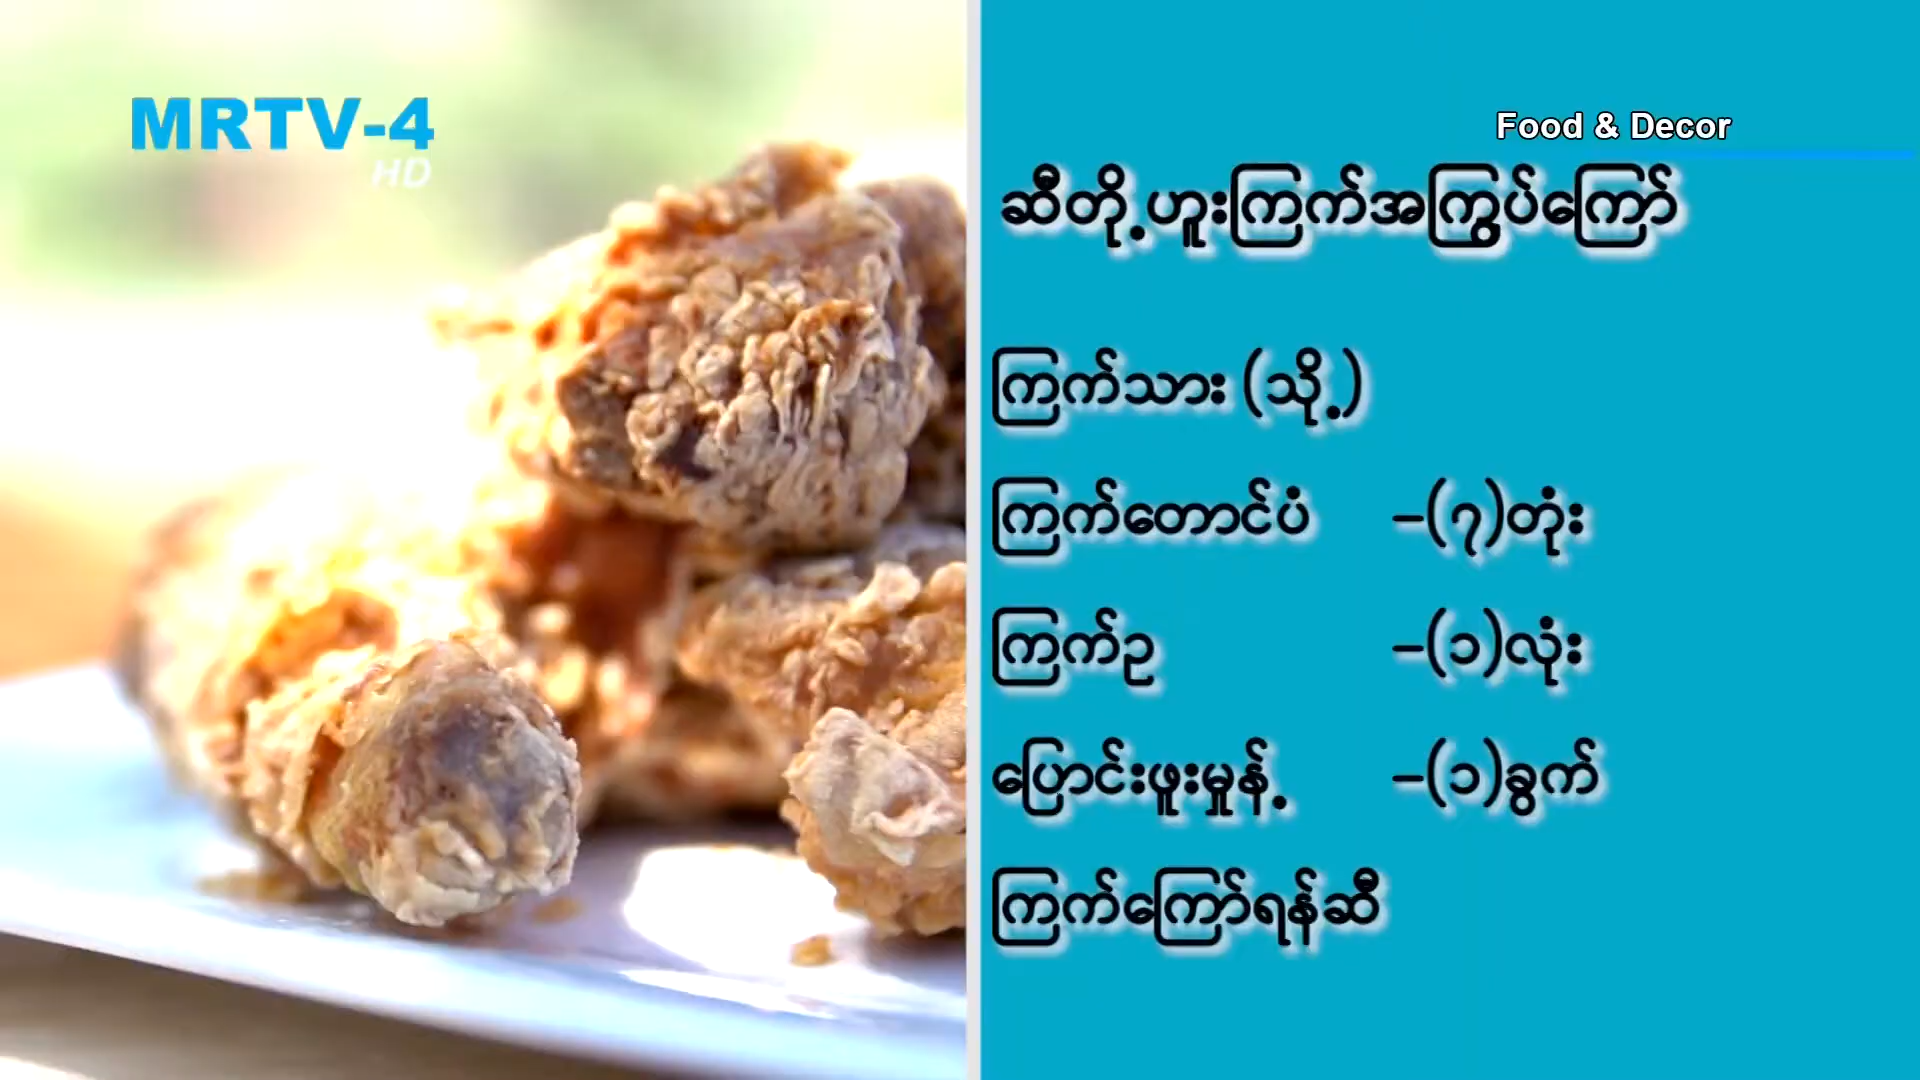 MRTV-4
HD
Food & Decor
ဆီတို့ဟူးကြက်အကြွပ်ကြော်
ကြက်သား (သို့)
ကြက်တောင်ပံ –(၇)တုံး
ကြက်ဥ –(၁)လုံး
ပြောင်းဖူးမှုန့် –(၁)ခွက်
ကြက်ကြော်ရန်ဆီ